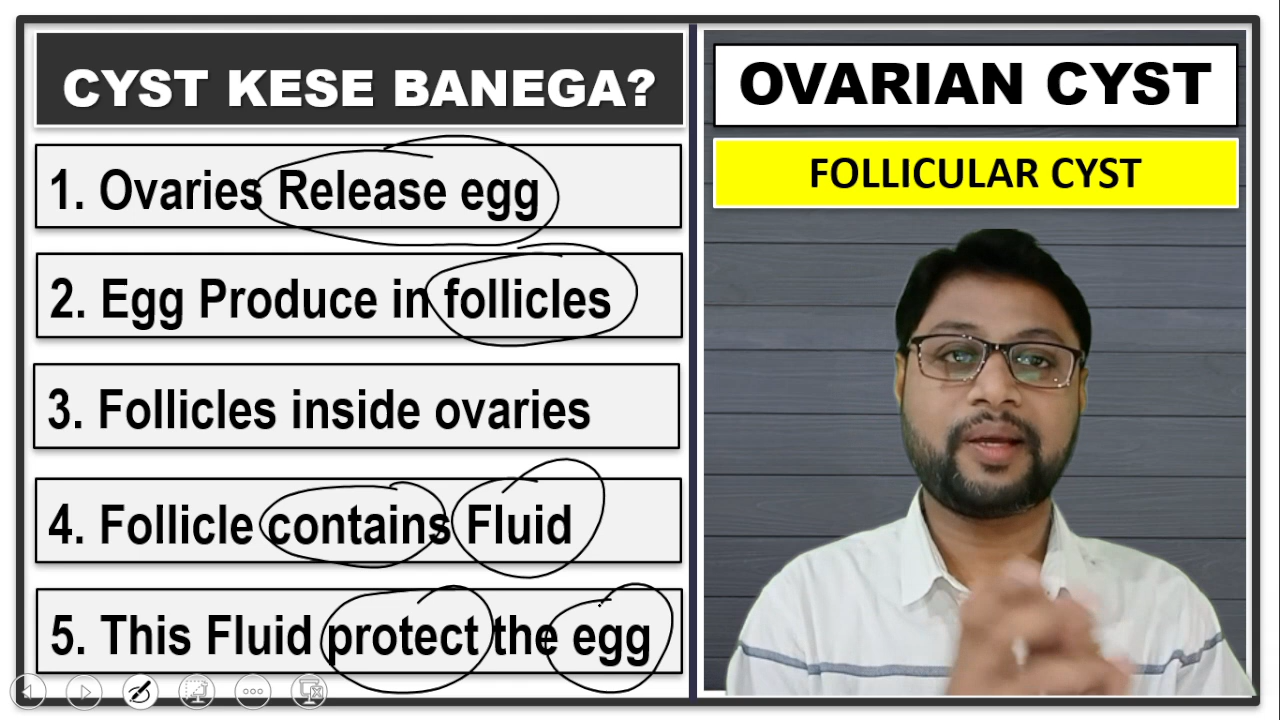 CYST KESE BANEGA?
1. Ovaries Release egg
2. Egg Produce in follicles
3. Follicles inside ovaries
4. Follicle contains Fluid
5. This Fluid protect the egg
OVARIAN CYST
FOLLICULAR CYST